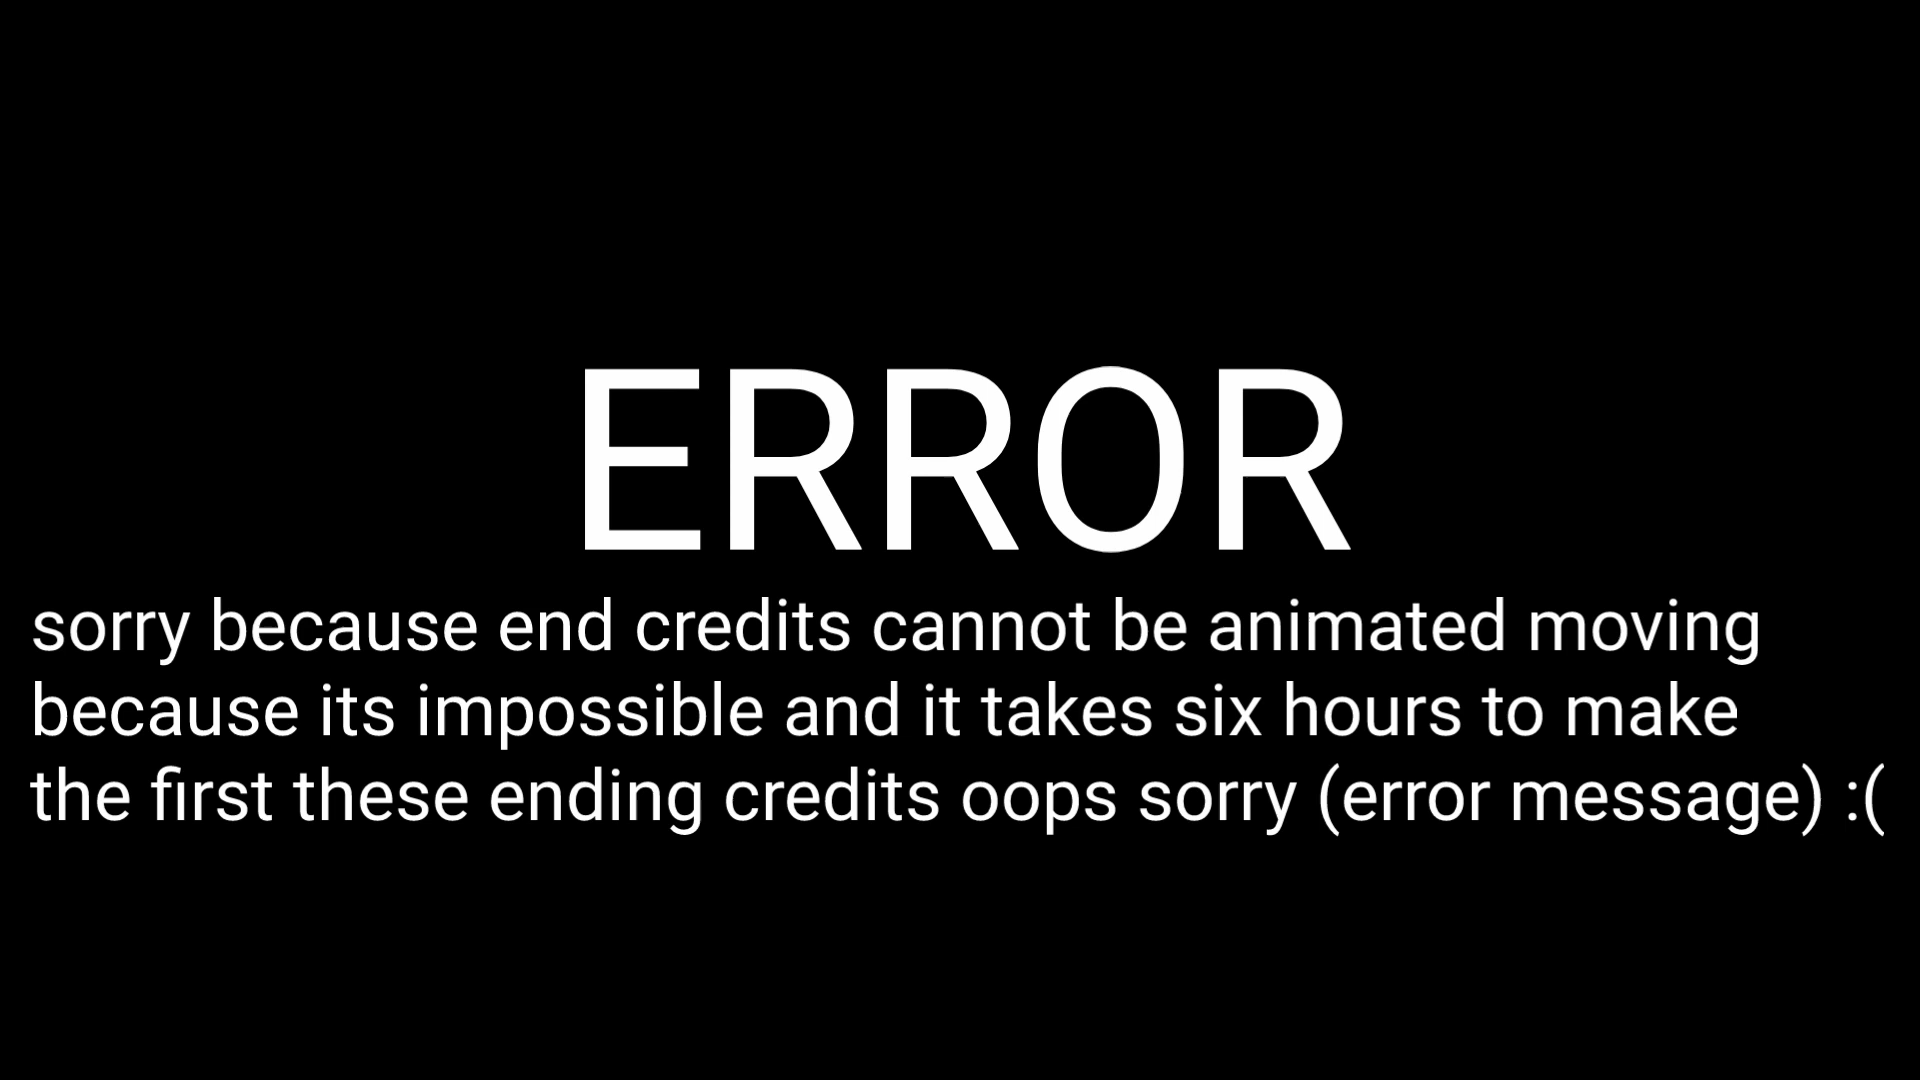 ERROR
sorry because end credits cannot be animated moving
because its impossible and it takes six hours to make
the first these ending credits oops sorry (error message) :(